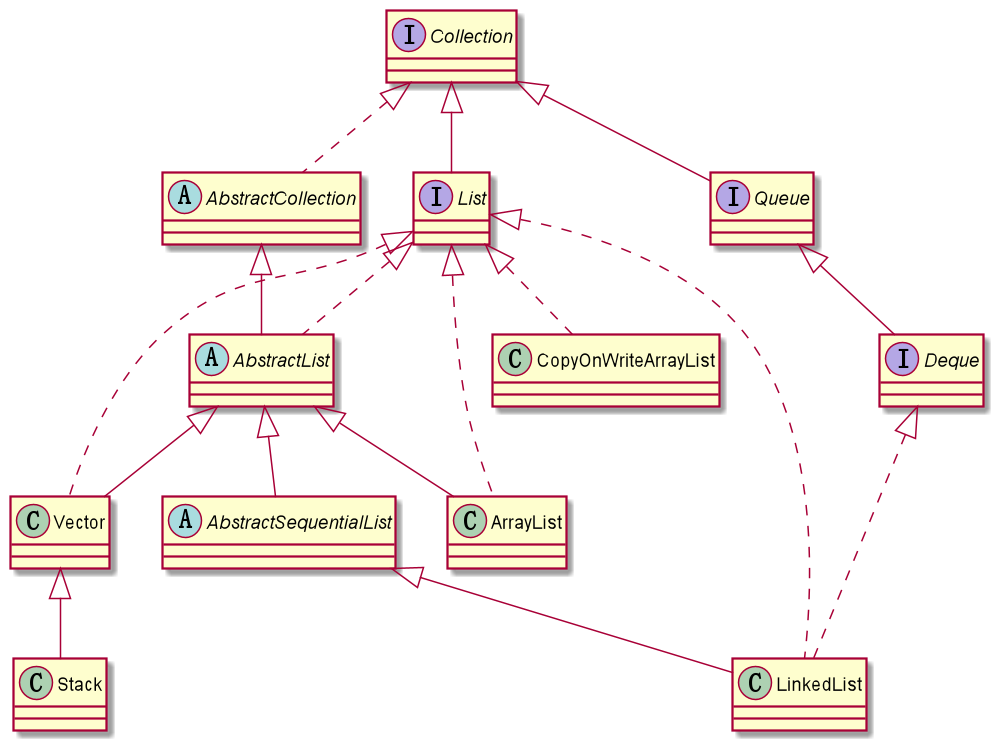 I Collection
A AbstractCollection
I List
I Queue
A AbstractList
C CopyOnWriteArrayList
I Deque
C Vector
A AbstractSequentialList
C ArrayList
C Stack
C LinkedList